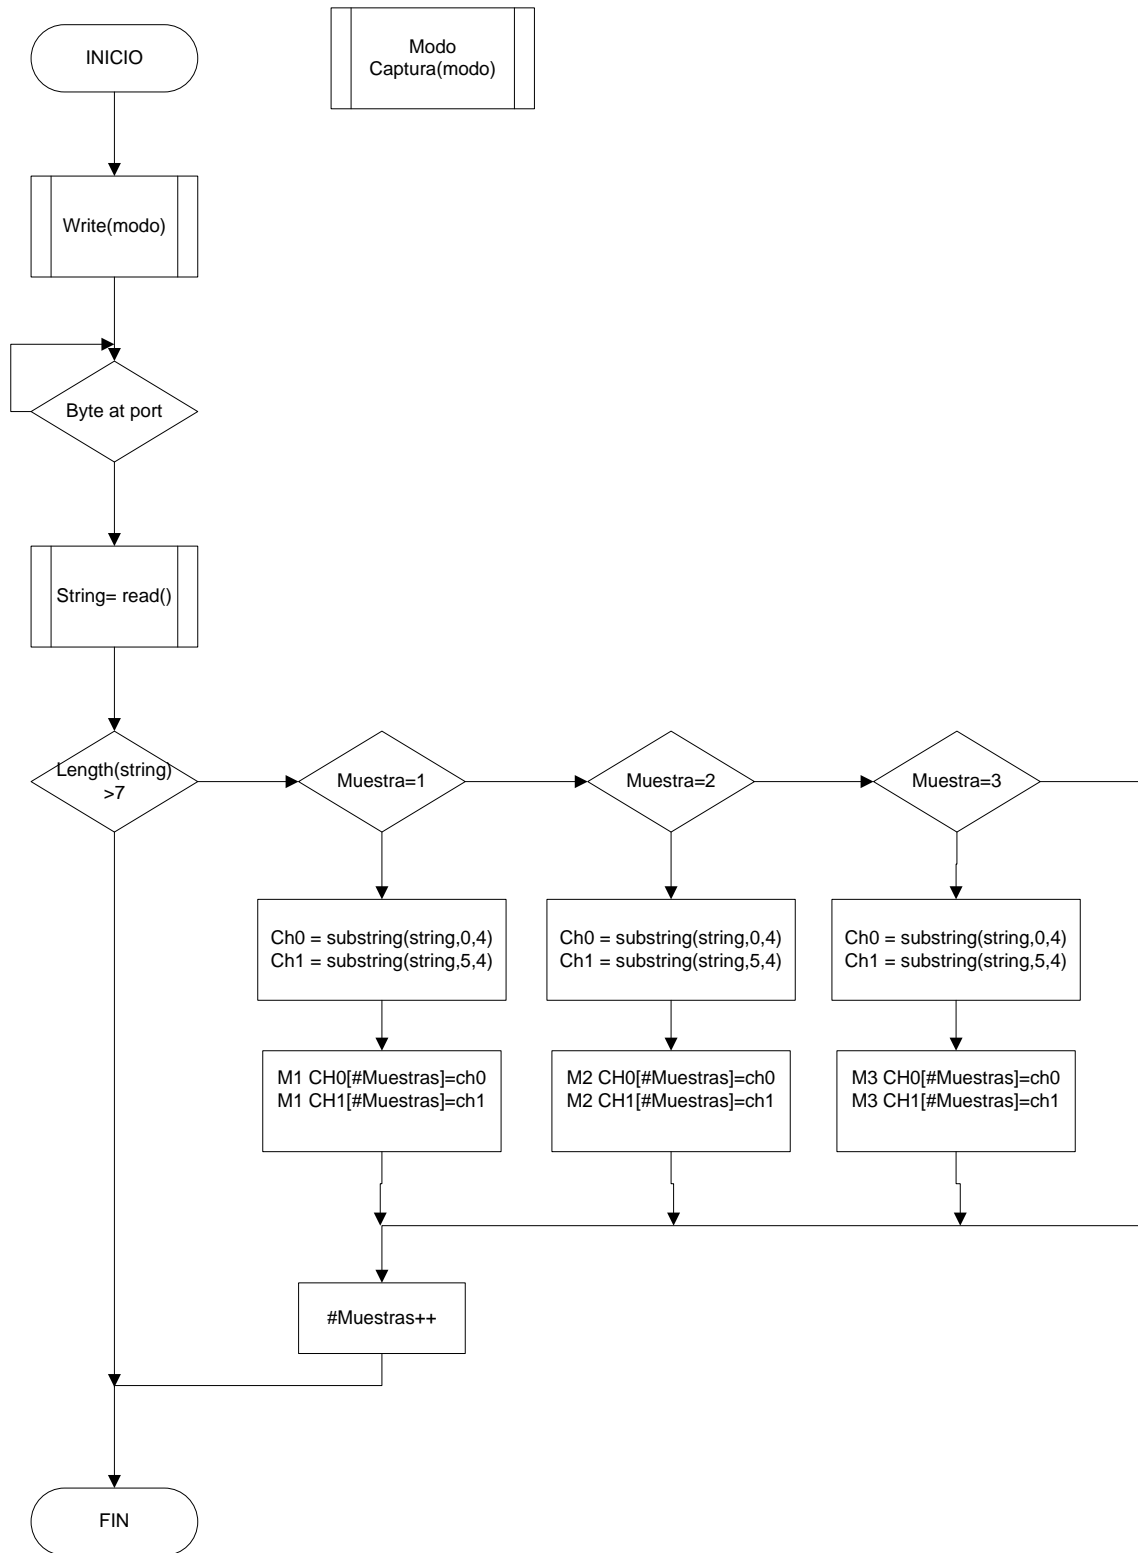 INICIO
Modo
Captura(modo)
Write(modo)
Byte at port
String= read()
Length(string)
>7
Muestra=1
Muestra=2
Muestra=3
Ch0 = substring(string,0,4)
Ch1 = substring(string,5,4)
Ch0 = substring(string,0,4)
Ch1 = substring(string,5,4)
Ch0 = substring(string,0,4)
Ch1 = substring(string,5,4)
M1 CH0[#Muestras]=ch0
M1 CH1[#Muestras]=ch1
M2 CH0[#Muestras]=ch0
M2 CH1[#Muestras]=ch1
M3 CH0[#Muestras]=ch0
M3 CH1[#Muestras]=ch1
#Muestras++
FIN